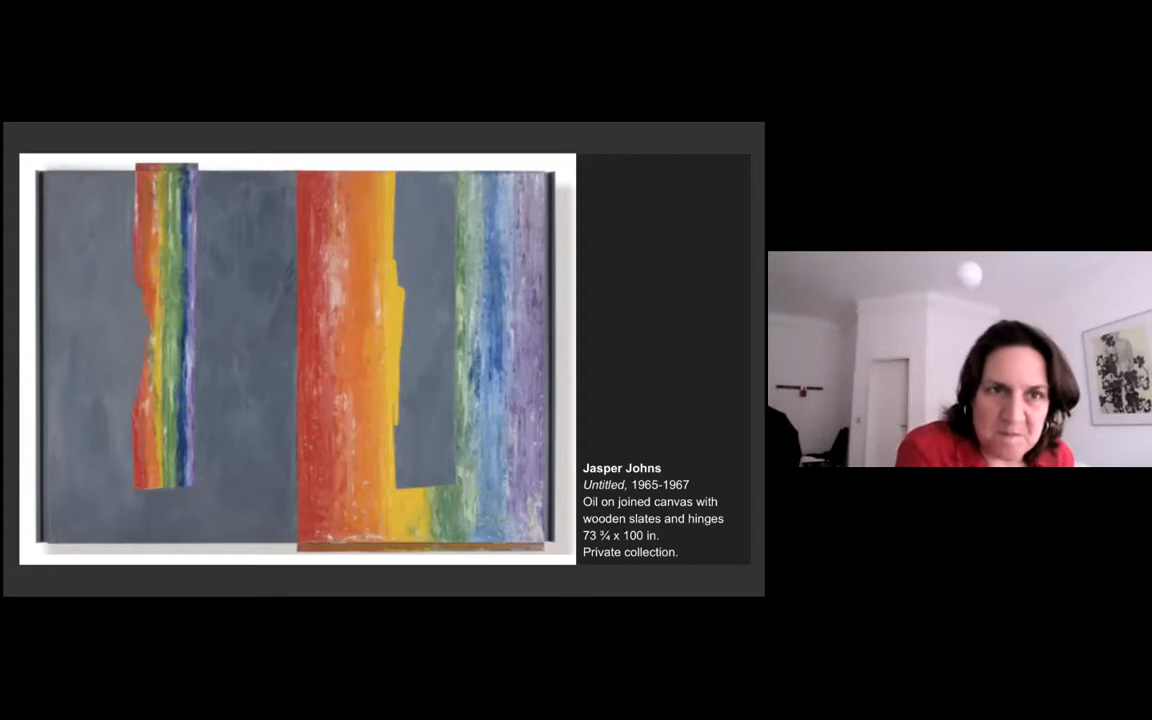 Jasper Johns
Untitled, 1965-1967
Oil on joined canvas with
wooden slates and hinges
73 ¾ x 100 in.
Private collection.